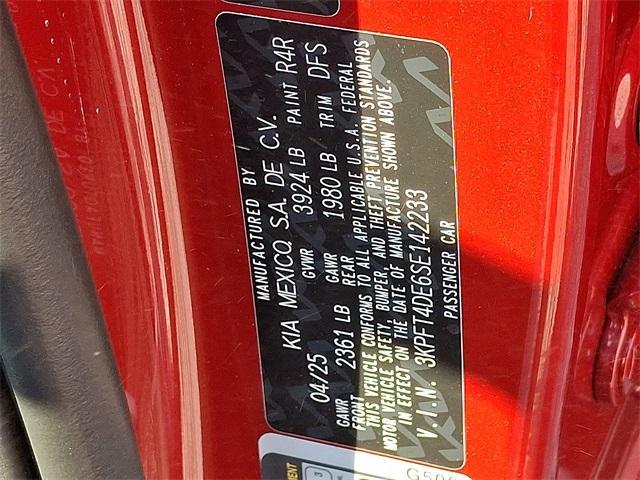 MANUFACTURED BY
KIA MEXICO, S.A. DE C.V.
04/25 GVWR 3924 LB PAINT R4R
GAWR FRONT 2361 LB GAWR REAR 1980 LB TRIM DFS
THIS VEHICLE CONFORMS TO ALL APPLICABLE U.S.A. FEDERAL
MOTOR VEHICLE SAFETY, BUMPER, AND THEFT PREVENTION STANDARDS
IN EFFECT ON THE DATE OF MANUFACTURE SHOWN ABOVE.
V.I.N. 3KPFT4DE6SE142233
PASSENGER CAR